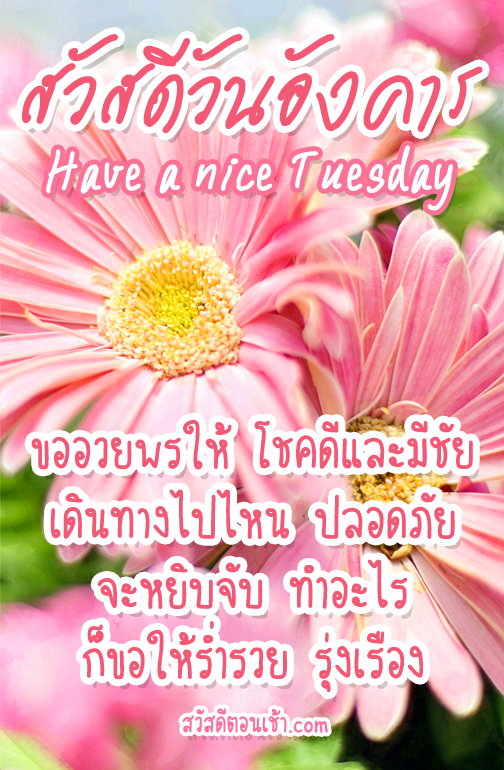 สวัสดีวันอังคาร
Have a nice Tuesday
ขออวยพรให้ โชคดีและมีชัย
เดินทางไปไหน ปลอดภัย
จะหยิบจับ ทำอะไร
ก็ขอให้ร่ำรวย รุ่งเรือง
สวัสดีตอนเช้า.com